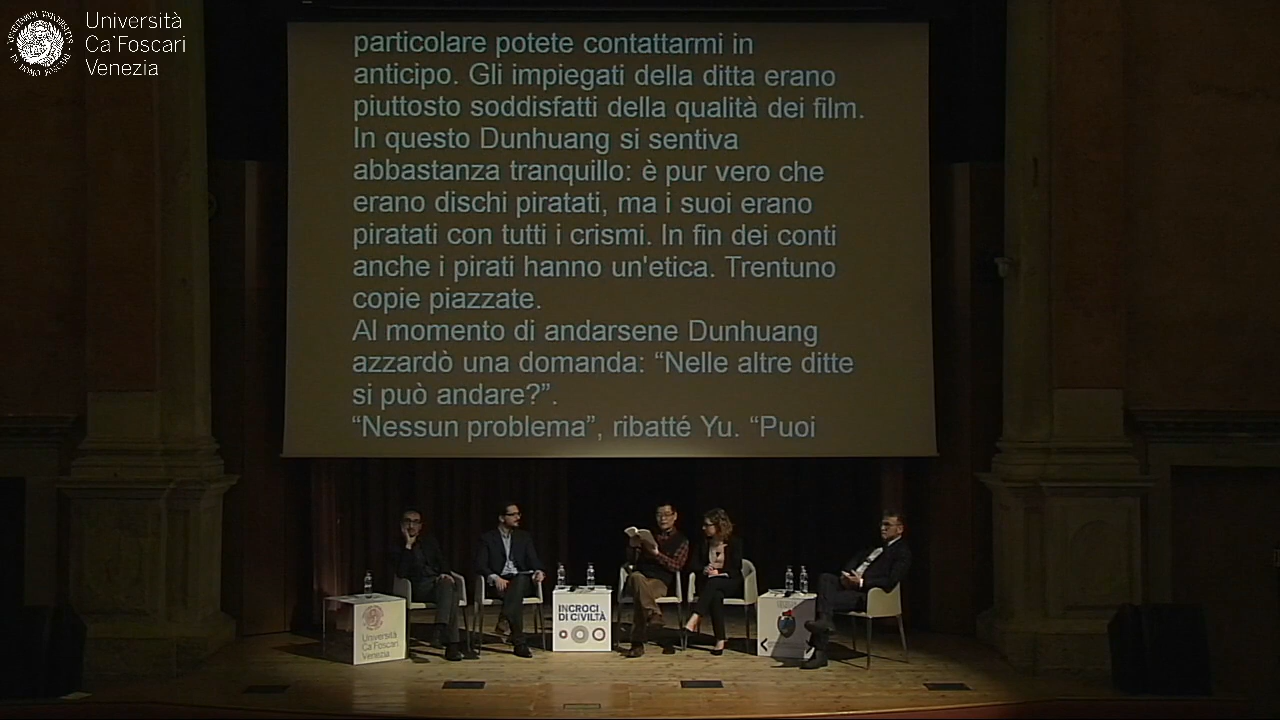 Università
Ca'Foscari
Venezia
particolare potete contattarmi in
anticipo. Gli impiegati della ditta erano
piuttosto soddisfatti della qualità dei film.
In questo Dunhuang si sentiva
abbastanza tranquillo: è pur vero che
erano dischi piratati, ma i suoi erano
piratati con tutti i crismi. In fin dei conti
anche i pirati hanno un'etica. Trentuno
copie piazzate.
Al momento di andarsene Dunhuang
azzardò una domanda: “Nelle altre ditte
si può andare?”.
“Nessun problema”, ribatté Yu. “Puoi
Università
Ca'Foscari
Venezia
INCROCI
DI CIVILTÀ